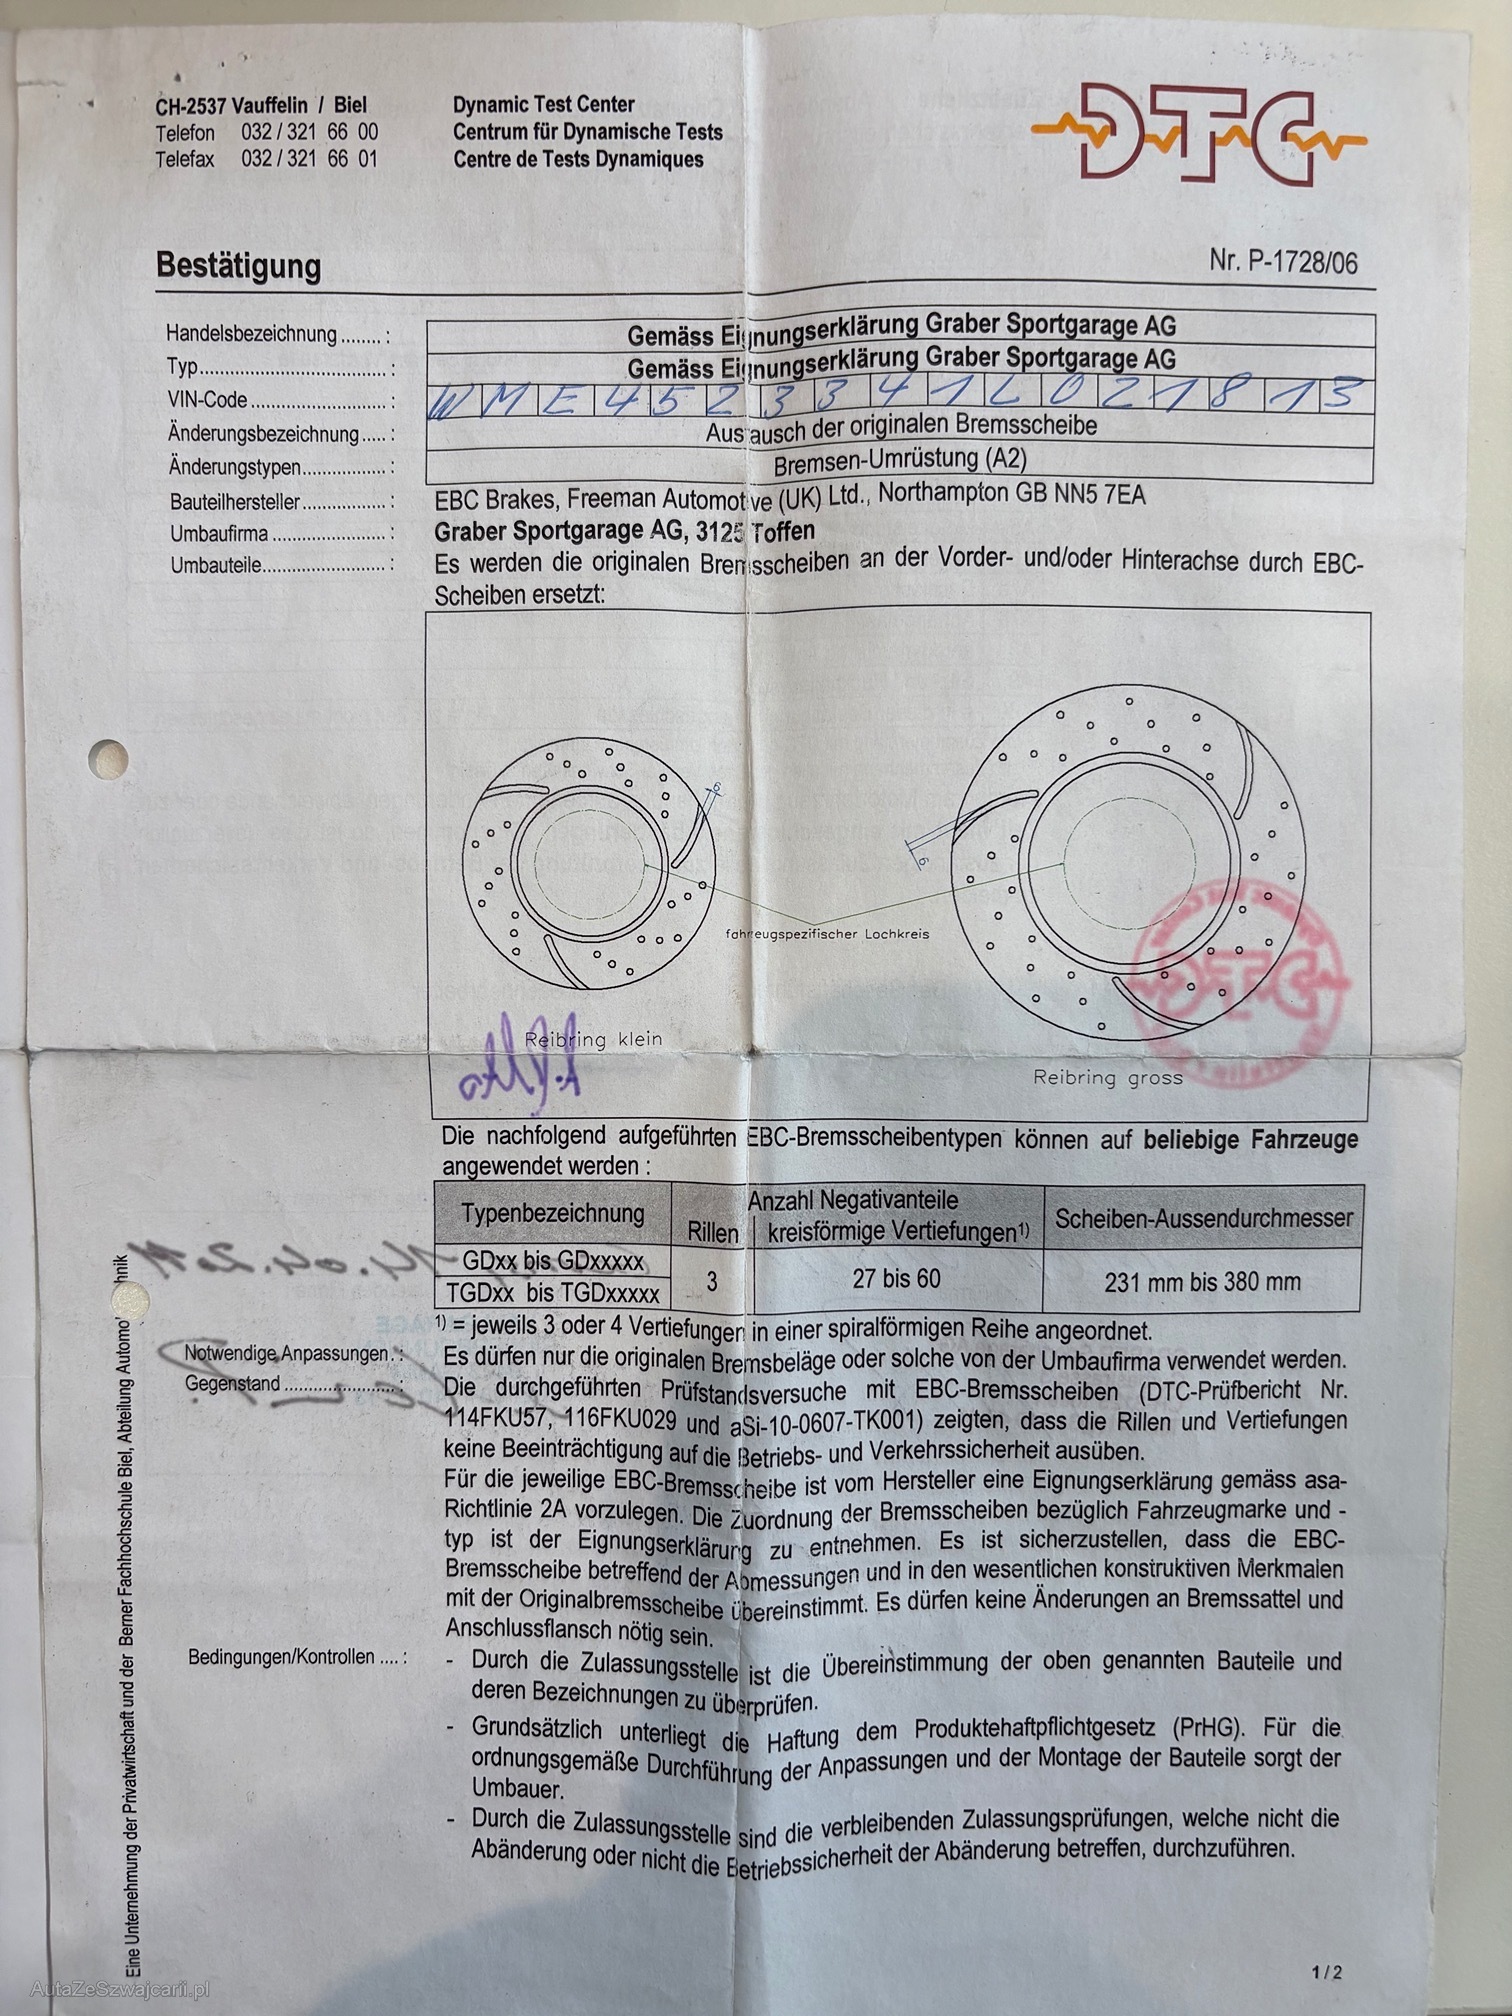 CH-2537 Vauffelin / Biel
Telefon 032 / 321 66 00
Telefax 032 / 321 66 01
Dynamic Test Center
Centrum für Dynamische Tests
Centre de Tests Dynamiques
DTC
Bestätigung
Nr. P-1728/06
Handelsbezeichnung ........ : Gemäss Eignungserklärung Graber Sportgarage AG
Typ................................... : Gemäss Eignungserklärung Graber Sportgarage AG
VIN-Code ......................... : WME4523341L021813
Änderungsbezeichnung ..... : Austausch der originalen Bremsscheibe
Änderungstypen................ : Bremsen-Umrüstung (A2)
Bauteilhersteller ................ : EBC Brakes, Freeman Automotive (UK) Ltd., Northampton GB NN5 7EA
Umbaufirma ...................... : Graber Sportgarage AG, 3125 Toffen
Umbauteile........................ : Es werden die originalen Bremsscheiben an der Vorder- und/oder Hinterachse durch EBC-
Scheiben ersetzt:
6
6
fahrzeugspezifischer Lochkreis
DTC
Reibring klein
Reibring gross
Die nachfolgend aufgeführten EBC-Bremsscheibentypen können auf beliebige Fahrzeuge
angewendet werden :
Typenbezeichnung
Anzahl Negativanteile
Rillen
kreisförmige Vertiefungen1)
Scheiben-Aussendurchmesser
GDxx bis GDxxxxx
TGDxx bis TGDxxxxx
3
27 bis 60
231 mm bis 380 mm
1) = jeweils 3 oder 4 Vertiefungen in einer spiralförmigen Reihe angeordnet.
Notwendige Anpassungen. : Es dürfen nur die originalen Bremsbeläge oder solche von der Umbaufirma verwendet werden.
Gegenstand ...................... : Die durchgeführten Prüfstandsversuche mit EBC-Bremsscheiben (DTC-Prüfbericht Nr.
114FKU57, 116FKU029 und aSi-10-0607-TK001) zeigten, dass die Rillen und Vertiefungen
keine Beeinträchtigung auf die Betriebs- und Verkehrssicherheit ausüben.
Für die jeweilige EBC-Bremsscheibe ist vom Hersteller eine Eignungserklärung gemäss asa-
Richtlinie 2A vorzulegen. Die Zuordnung der Bremsscheiben bezüglich Fahrzeugmarke und -
typ ist der Eignungserklärung zu entnehmen. Es ist sicherzustellen, dass die EBC-
Bremsscheibe betreffend der Abmessungen und in den wesentlichen konstruktiven Merkmalen
mit der Originalbremsscheibe übereinstimmt. Es dürfen keine Änderungen an Bremssattel und
Anschlussflansch nötig sein.
Bedingungen/Kontrollen .... : - Durch die Zulassungsstelle ist die Übereinstimmung der oben genannten Bauteile und
deren Bezeichnungen zu überprüfen.
- Grundsätzlich unterliegt die Haftung dem Produktehaftpflichtgesetz (PrHG). Für die
ordnungsgemäße Durchführung der Anpassungen und der Montage der Bauteile sorgt der
Umbauer.
- Durch die Zulassungsstelle sind die verbleibenden Zulassungsprüfungen, welche nicht die
Abänderung oder nicht die Betriebssicherheit der Abänderung betreffen, durchzuführen.
Eine Unternehmung der Privatwirtschaft und der Berner Fachhochschule Biel, Abteilung Automo hnik
1 / 2
AutaZeSzwajcarii.pl